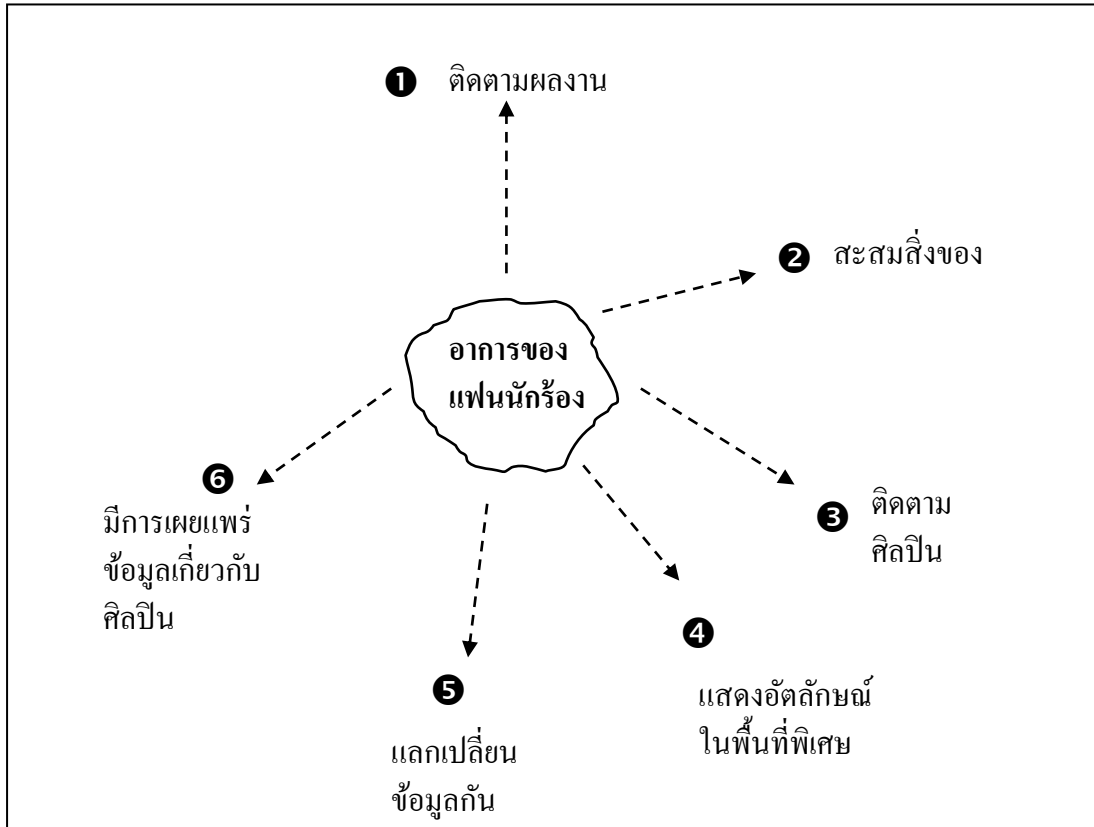 ❶ ติดตามผลงาน
❷ สะสมสิ่งของ
อาการของ
แฟนนักร้อง
❸ ติดตาม
ศิลปิน
❹
แสดงอัตลักษณ์
ในพื้นที่พิเศษ
❺
แลกเปลี่ยน
ข้อมูลกัน
❻
มีการเผยแพร่
ข้อมูลเกี่ยวกับ
ศิลปิน